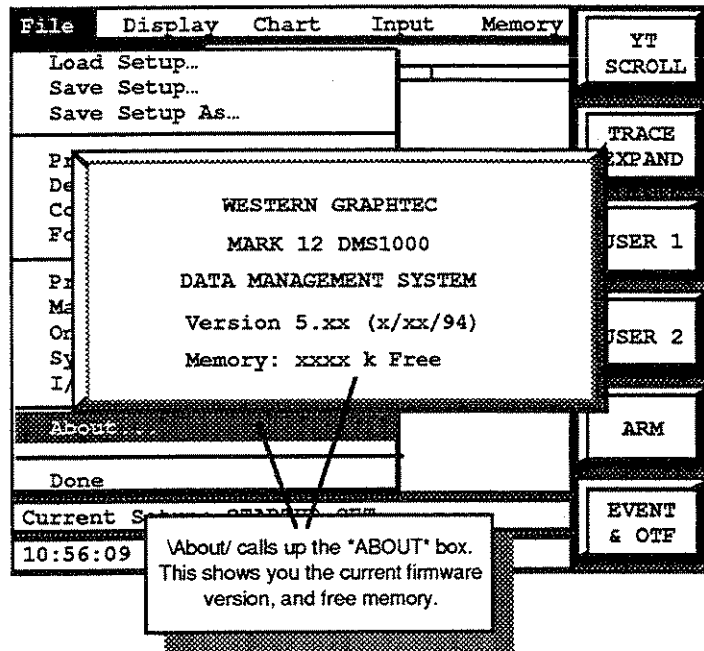 File Display Chart Input Memory
Load Setup…
Save Setup…
Save Setup As…
WESTERN GRAPHTEC
MARK 12 DMS1000
DATA MANAGEMENT SYSTEM
Version 5.xx (x/xx/94)
Memory: xxxx k Free
About...
Done
Current
10:56:09
\About/ calls up the *ABOUT* box.
This shows you the current firmware
version, and free memory.
YT
SCROLL
TRACE
EXPAND
USER 1
USER 2
ARM
EVENT
& OTF